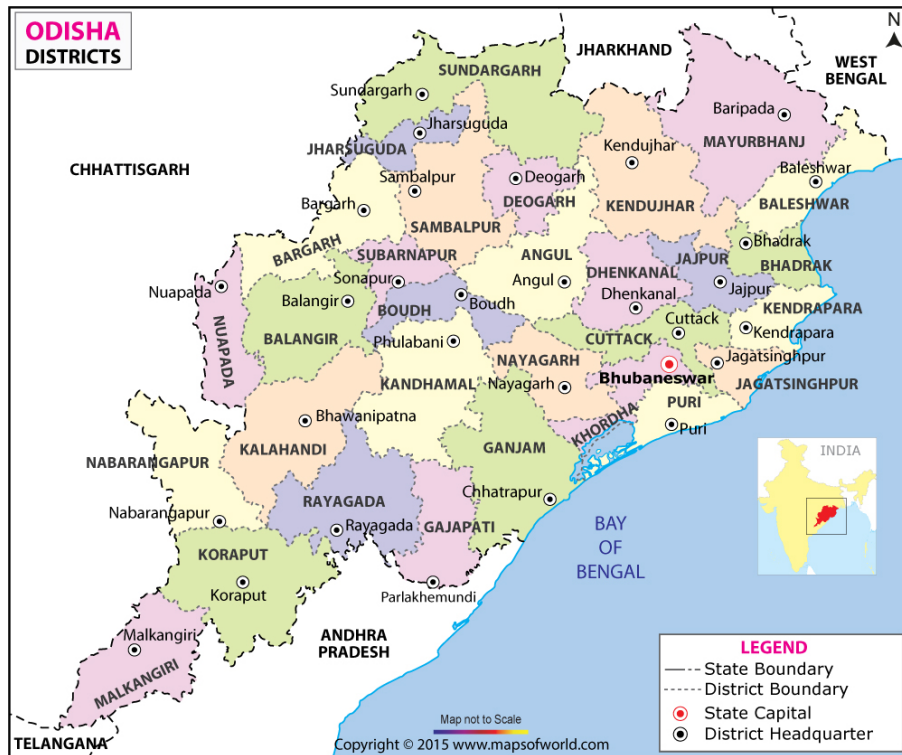 ODISHA
DISTRICTS
N
JHARKHAND
WEST
BENGAL
SUNDARGARH
Sundargarh
Baripada
Jharsuguda
MAYURBHANJ
JHARSUGUDA
Kendujhar
CHHATTISGARH
Baleshwar
Sambalpur
Deogarh
DEOGARH
Bargarh
KENDUJHAR
BALESHWAR
SAMBALPUR
BARGARH
Bhadrak
SUBARNAPUR
ANGUL
JAJPUR
BHADRAK
DHENKANAL
Nuapada
Sonapur
Angul
Jajpur
Balangir
BOUDH
Boudh
Dhenkanal
KENDRAPARA
NUAPADA
BALANGIR
Cuttack
Kendrapara
Phulabani
CUTTACK
NAYAGARH
Jagatsinghpur
KANDHAMAL
Nayagarh
Bhubaneswar
JAGATSINGHPUR
PURI
Bhawanipatna
KHORDHA
Puri
KALAHANDI
GANJAM
INDIA
NABARANGAPUR
RAYAGADA
Chhatrapur
Nabarangapur
Rayagada
GAJAPATI
BAY
OF
BENGAL
KORAPUT
Koraput
Parlakhemundi
Malkangiri
ANDHRA
PRADESH
MALKANGIRI
LEGEND
State Boundary
District Boundary
State Capital
District Headquarter
TELANGANA
Map not to Scale
Copyright © 2015 www.mapsofworld.com